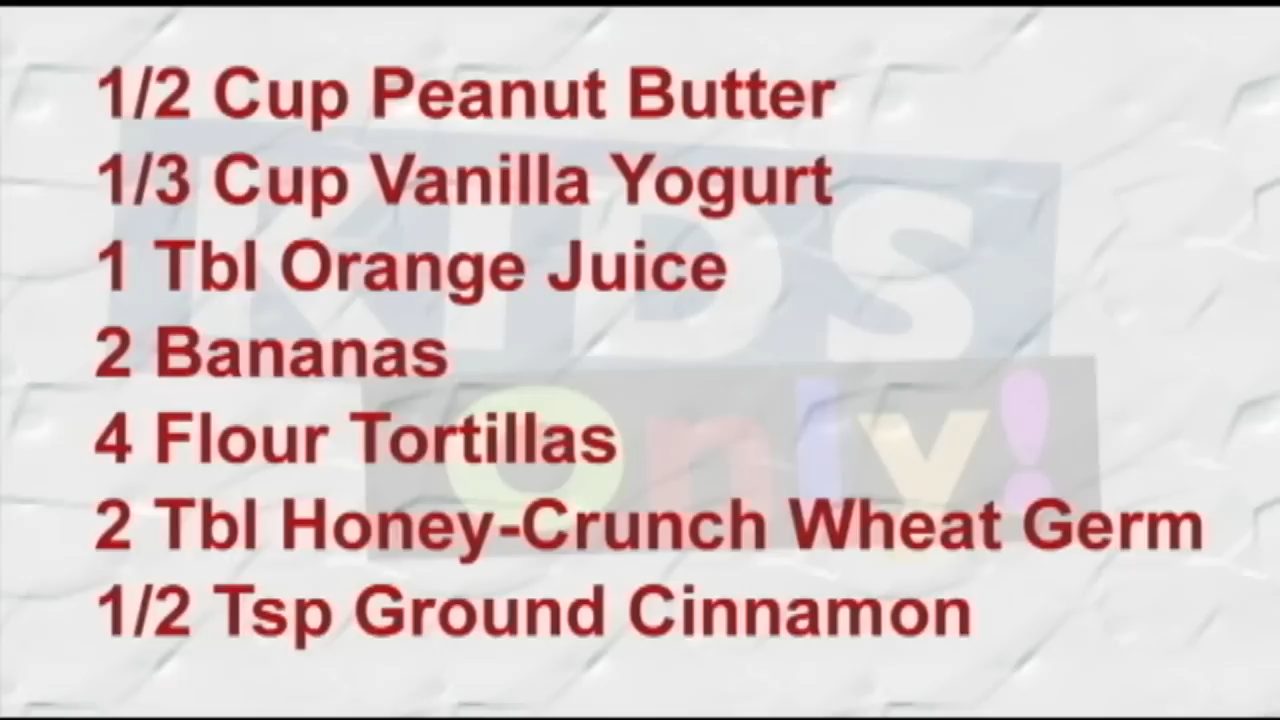 1/2 Cup Peanut Butter
1/3 Cup Vanilla Yogurt
1 Tbl Orange Juice
2 Bananas
4 Flour Tortillas
2 Tbl Honey-Crunch Wheat Germ
1/2 Tsp Ground Cinnamon
KIDS
Only!